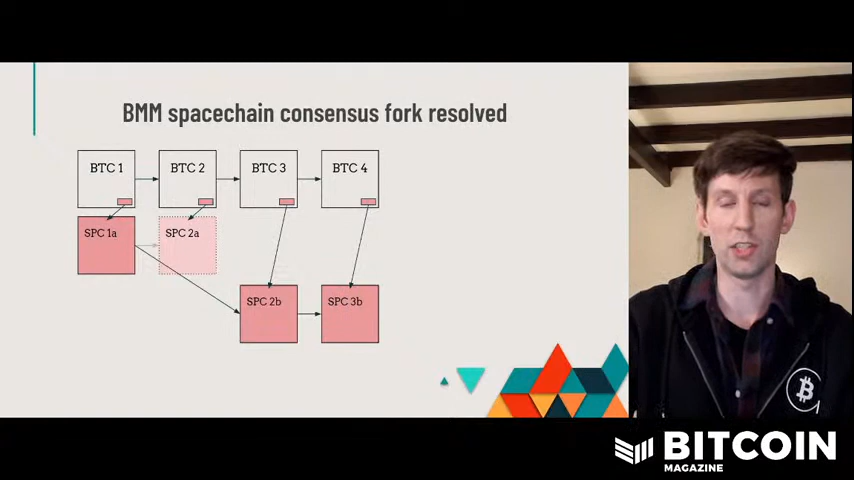 BMM spacechain consensus fork resolved
BTC 1
BTC 2
BTC 3
BTC 4
SPC 1a
SPC 2a
SPC 2b
SPC 3b
BITCOIN
MAGAZINE